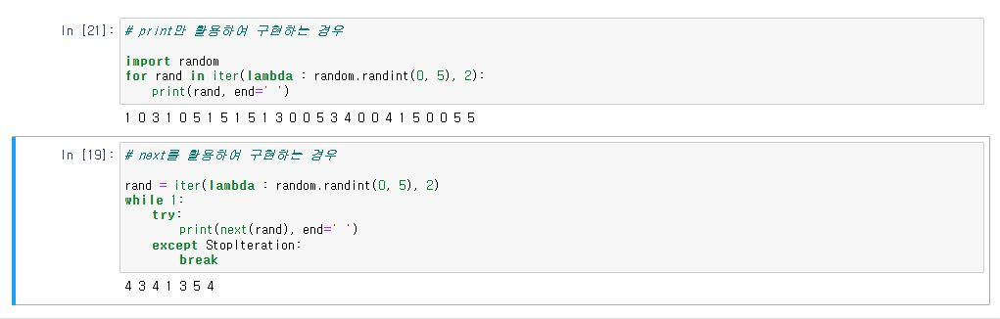 In [21]: # print만 활용하여 구현하는 경우
import random
for rand in iter(lambda : random.randint(0, 5), 2):
    print(rand, end=' ')
1 0 3 1 0 5 1 5 1 5 1 3 0 0 5 3 4 0 0 4 1 5 0 0 5 5
In [19]: # next를 활용하여 구현하는 경우
rand = iter(lambda : random.randint(0, 5), 2)
while 1:
    try:
        print(next(rand), end=' ')
    except StopIteration:
        break
4 3 4 1 3 5 4